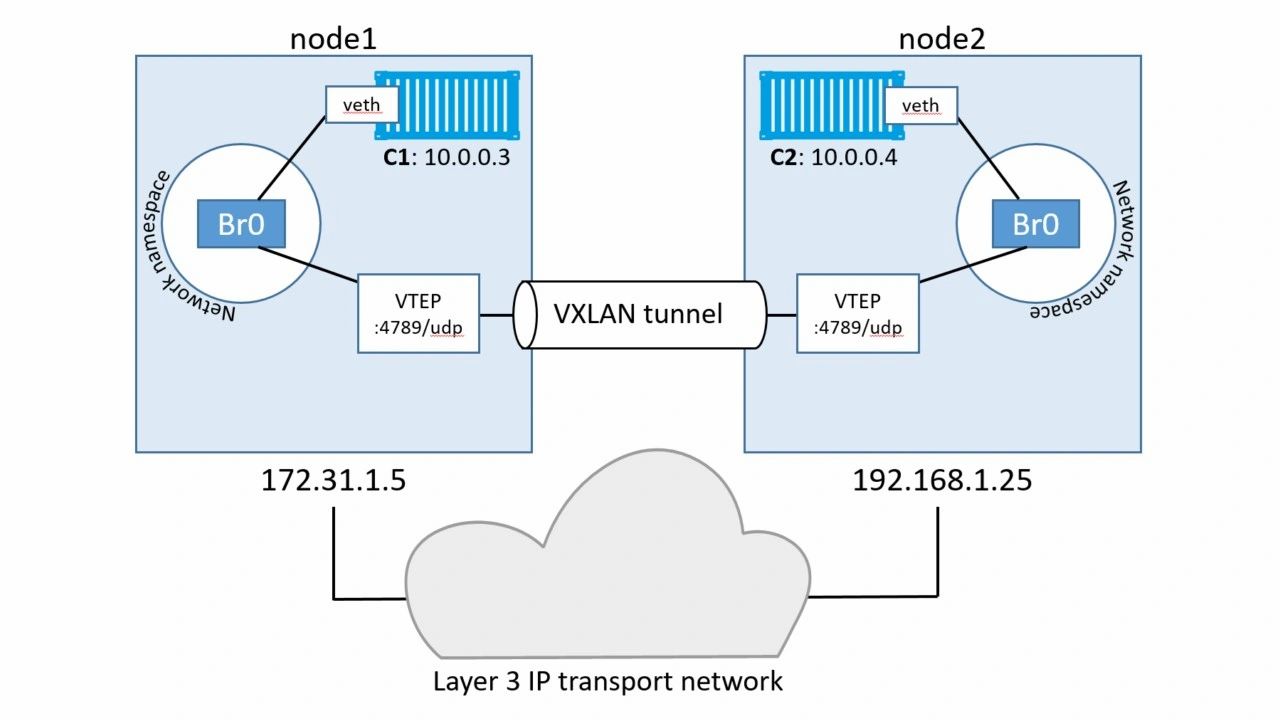 node1
node2
veth
veth
C1: 10.0.0.3
C2: 10.0.0.4
Network namespace
Br0
Br0
Network namespace
VTEP
:4789/udp
VXLAN tunnel
VTEP
:4789/udp
172.31.1.5
192.168.1.25
Layer 3 IP transport network